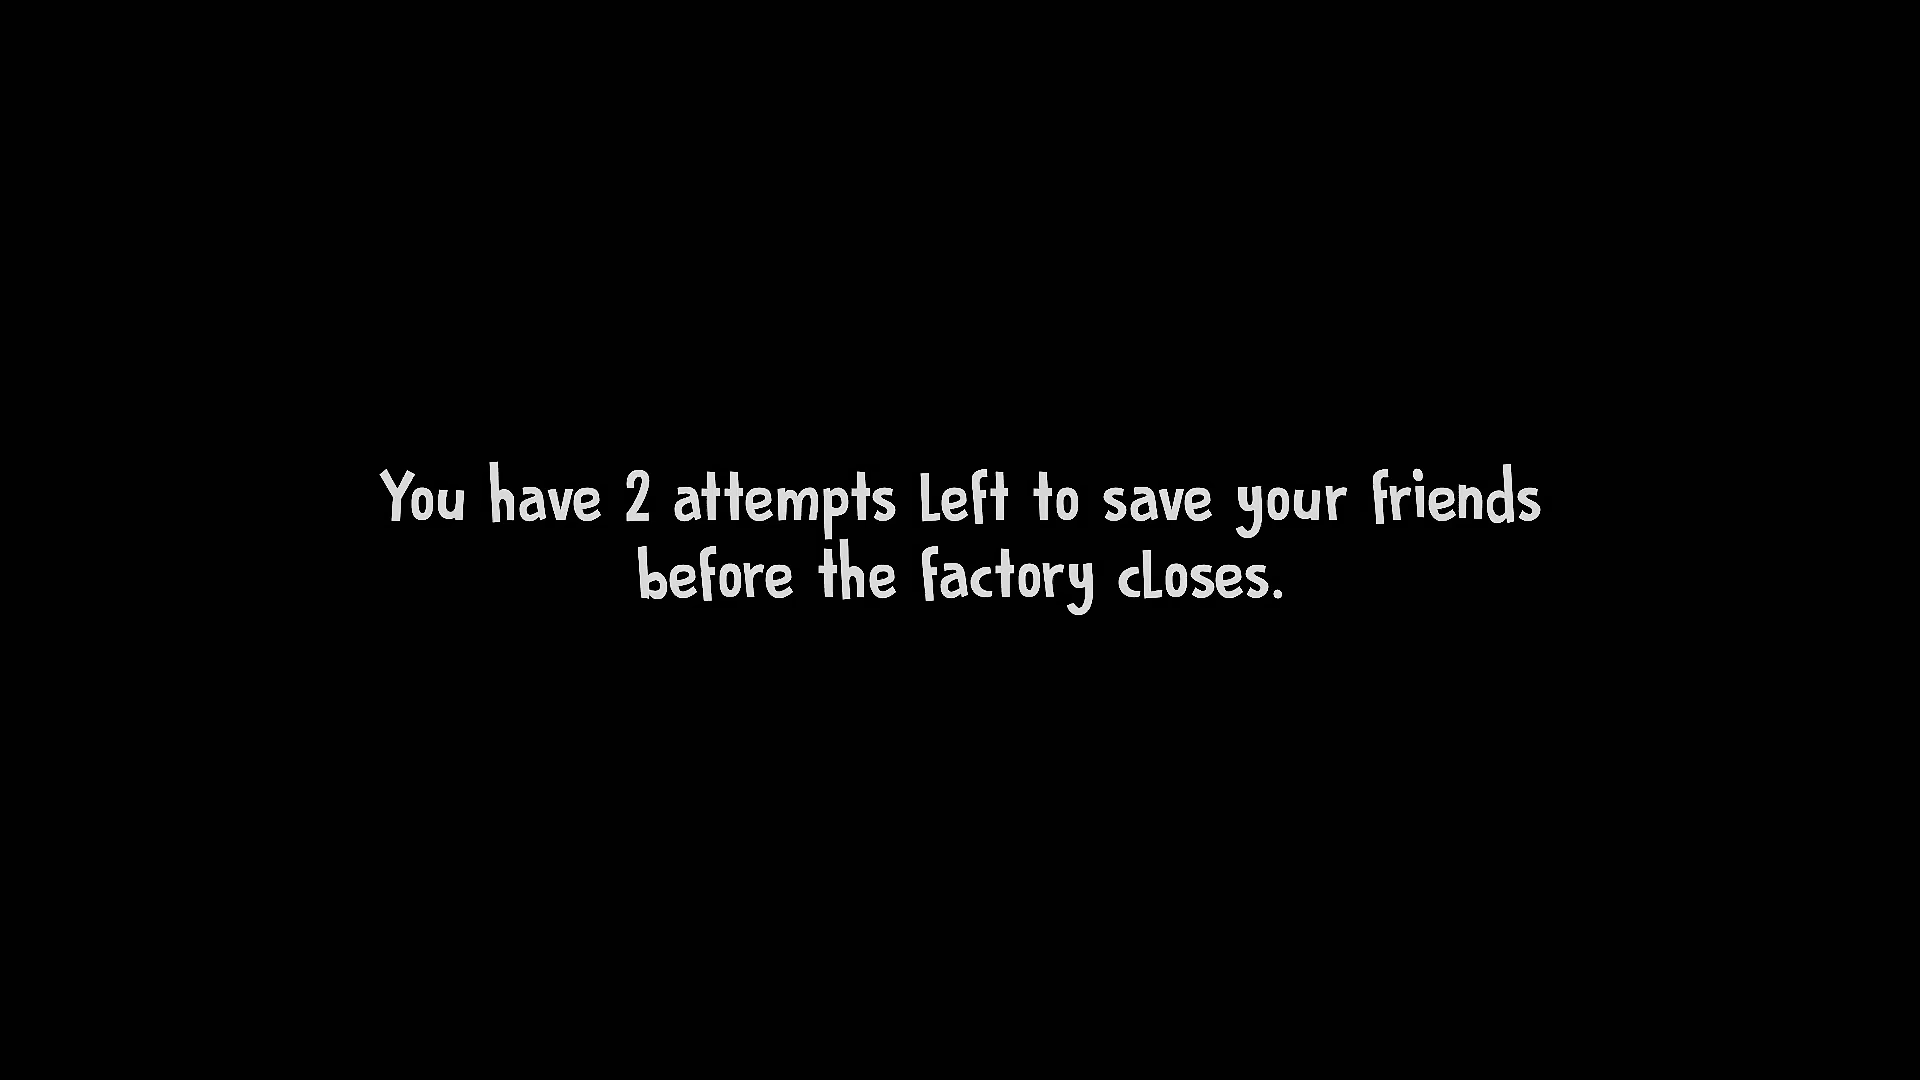 You have 2 attempts left to save your friends
before the factory closes.